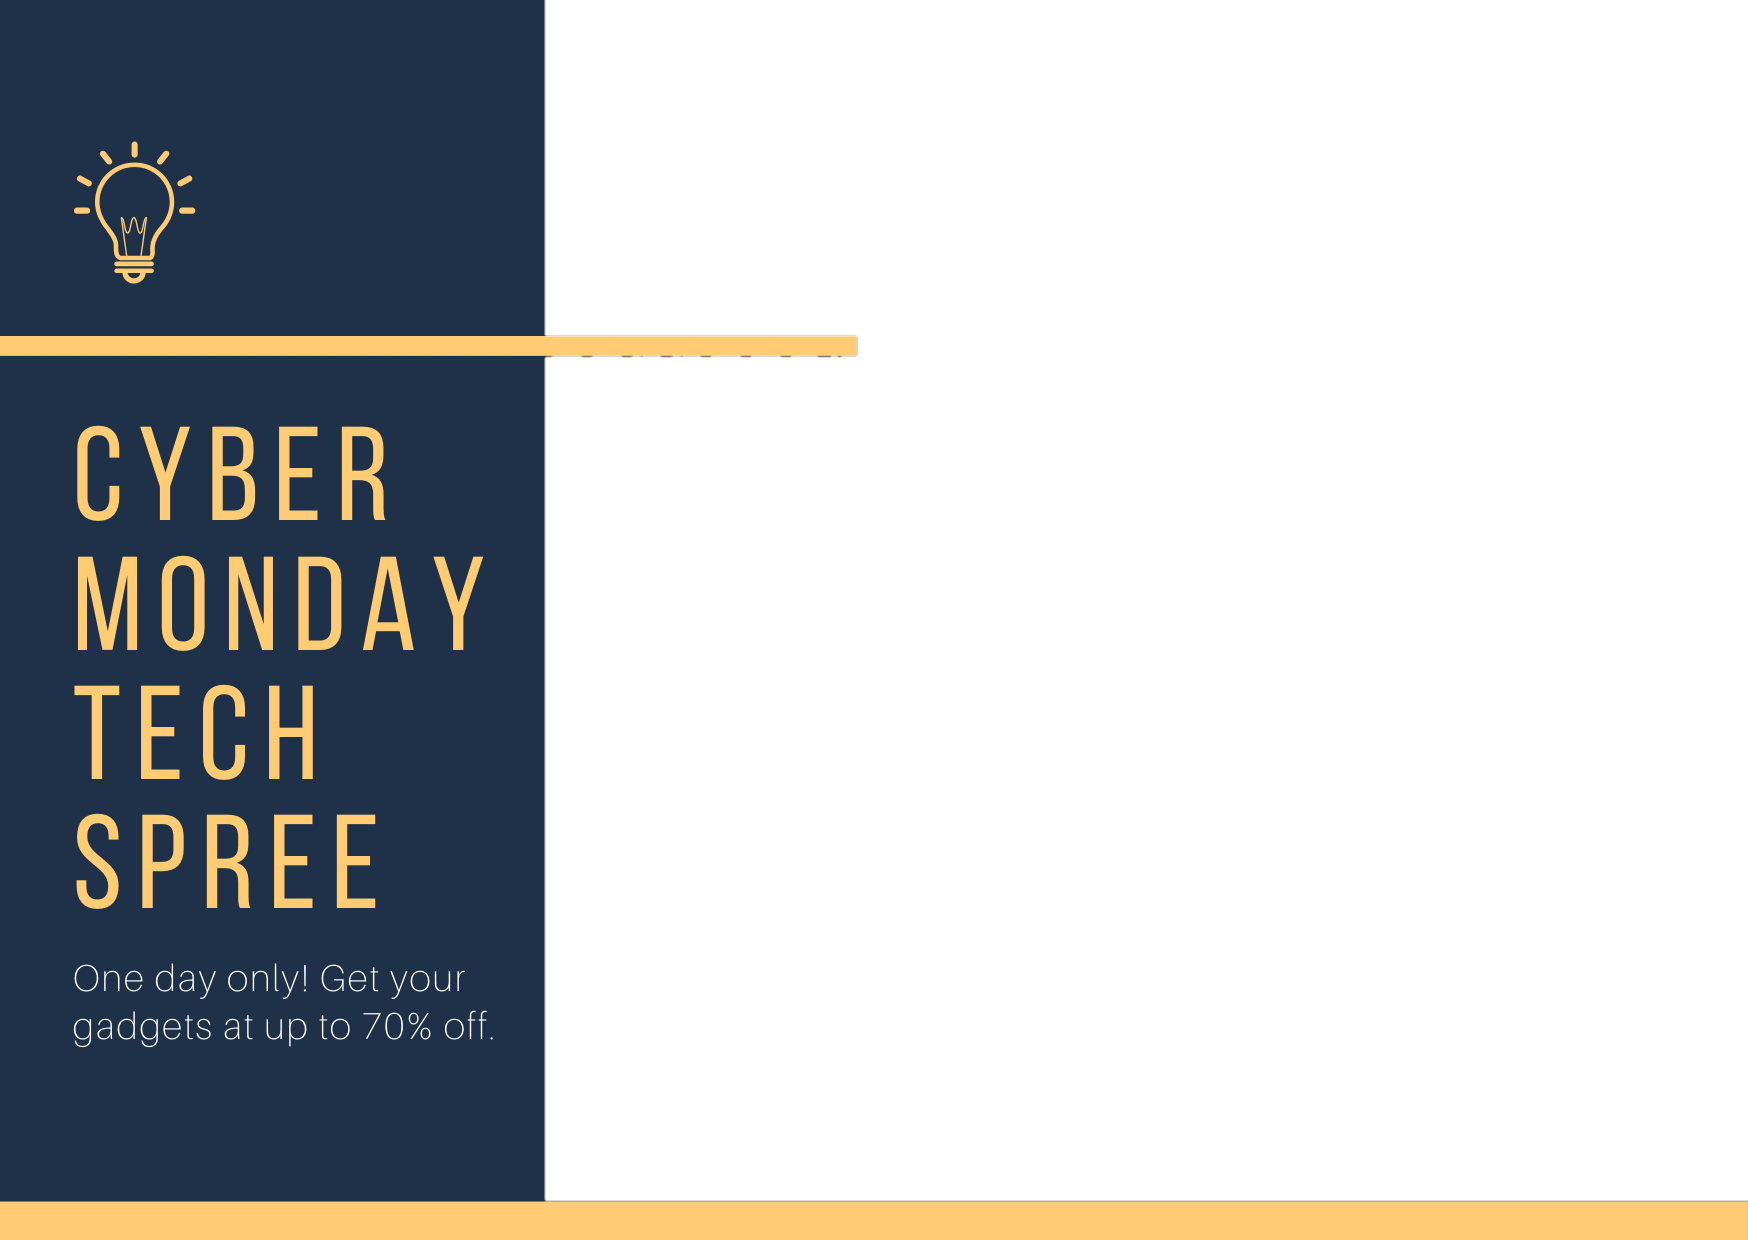 CYBER
MONDAY
TECH
SPREE
One day only! Get your
gadgets at up to 70% off.